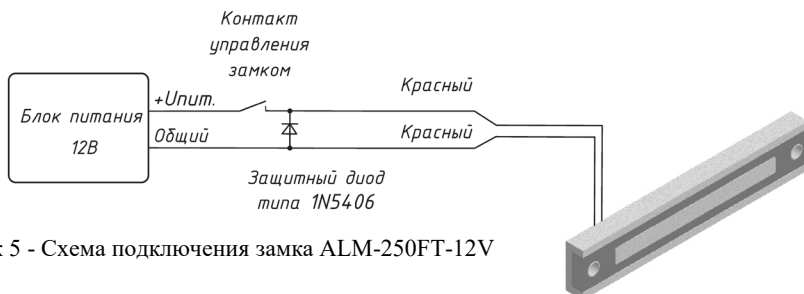 Контакт
управления
замком
+Uпит.
Красный
Блок питания
12В
Общий
Красный
Защитный диод
типа 1N5406
к 5 - Схема подключения замка ALM-250FT-12V